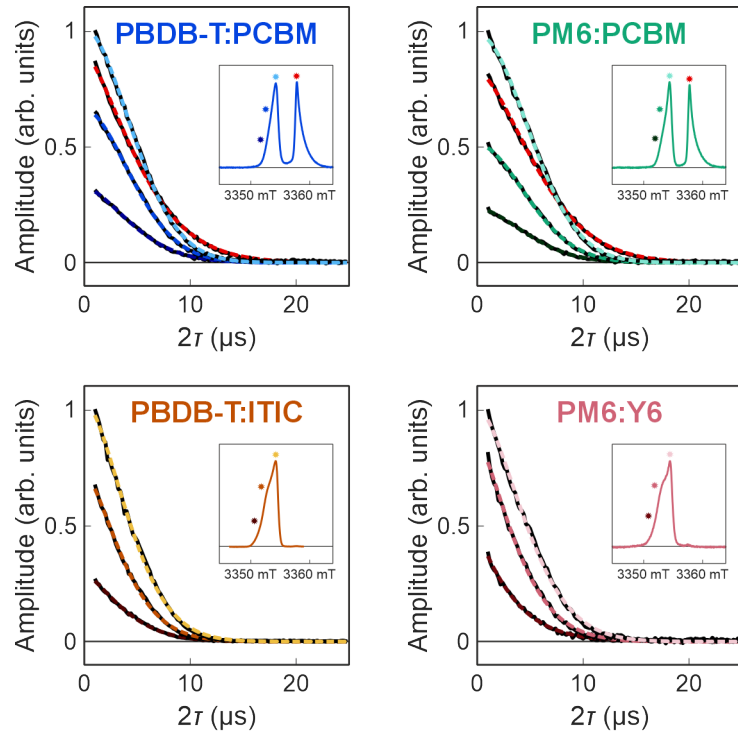 PBDB-T:PCBM
Amplitude (arb. units)
1
0.5
0
3350 mT 3360 mT
0 10 20
2τ (μs)
PM6:PCBM
Amplitude (arb. units)
1
0.5
0
3350 mT 3360 mT
0 10 20
2τ (μs)
PBDB-T:ITIC
Amplitude (arb. units)
1
0.5
0
3350 mT 3360 mT
0 10 20
2τ (μs)
PM6:Y6
Amplitude (arb. units)
1
0.5
0
3350 mT 3360 mT
0 10 20
2τ (μs)